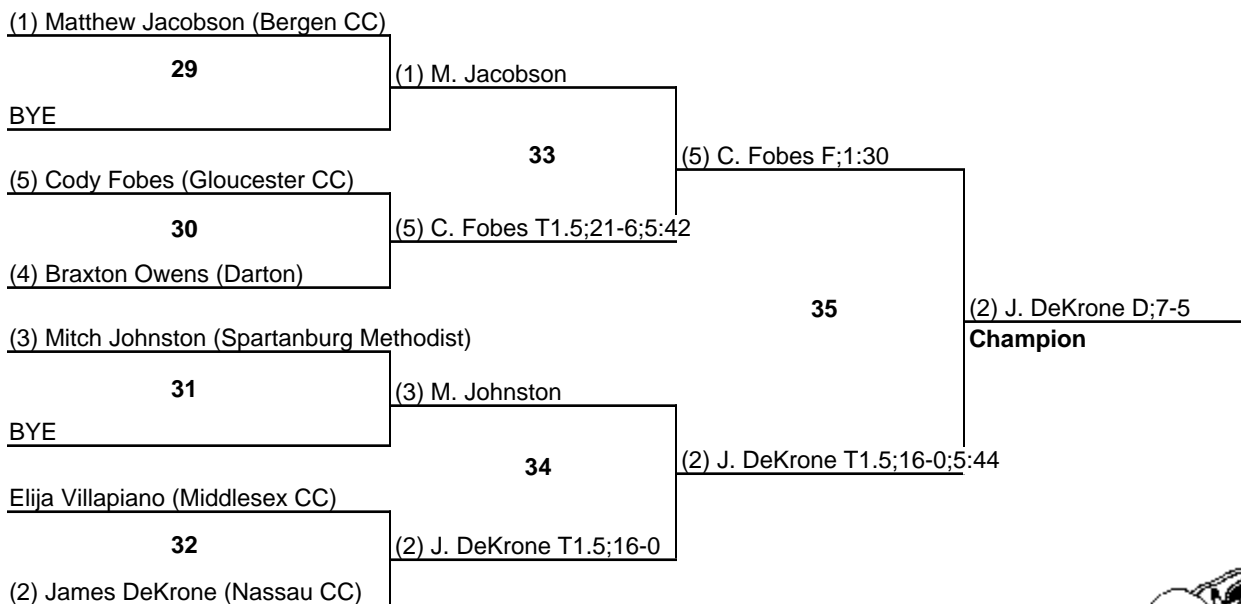 (1) Matthew Jacobson (Bergen CC)
29
(1) M. Jacobson
BYE
33
(5) C. Fobes F;1:30
(5) Cody Fobes (Gloucester CC)
30
(5) C. Fobes T1.5;21-6;5:42
(4) Braxton Owens (Darton)
35
(2) J. DeKrone D;7-5
Champion
(3) Mitch Johnston (Spartanburg Methodist)
31
(3) M. Johnston
BYE
34
(2) J. DeKrone T1.5;16-0;5:44
Elija Villapiano (Middlesex CC)
32
(2) J. DeKrone T1.5;16-0
(2) James DeKrone (Nassau CC)